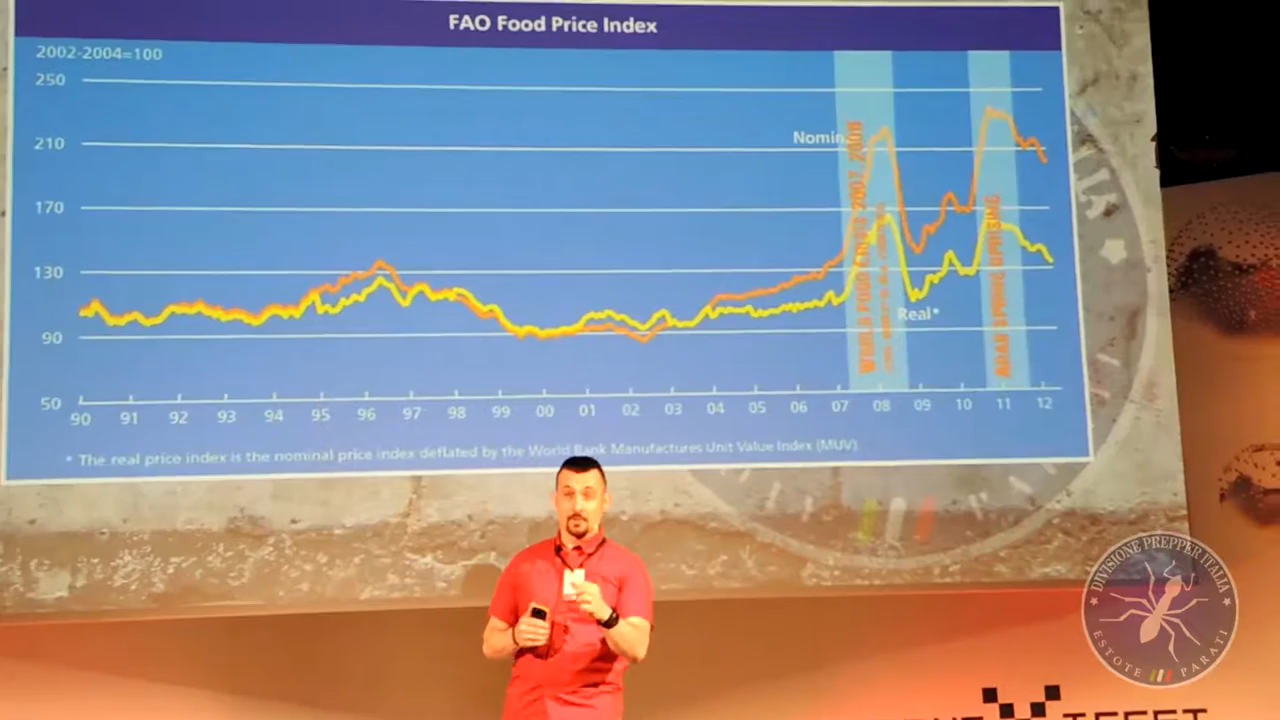 FAO Food Price Index
2002-2004=100
250
210
170
130
90
50
Nomin
WORLD FOOD CRISIS 2007 2008
ARAB SPRING UPRISING
Real*
90 91 92 93 94 95 96 97 98 99 00 01 02 03 04 05 06 07 08 09 10 11 12
* The real price index is the nominal price index deflated by the World Bank Manufactures Unit Value Index (MUV)
DIVISIONE PREPPER ITALIA
ESTOTE PARATI